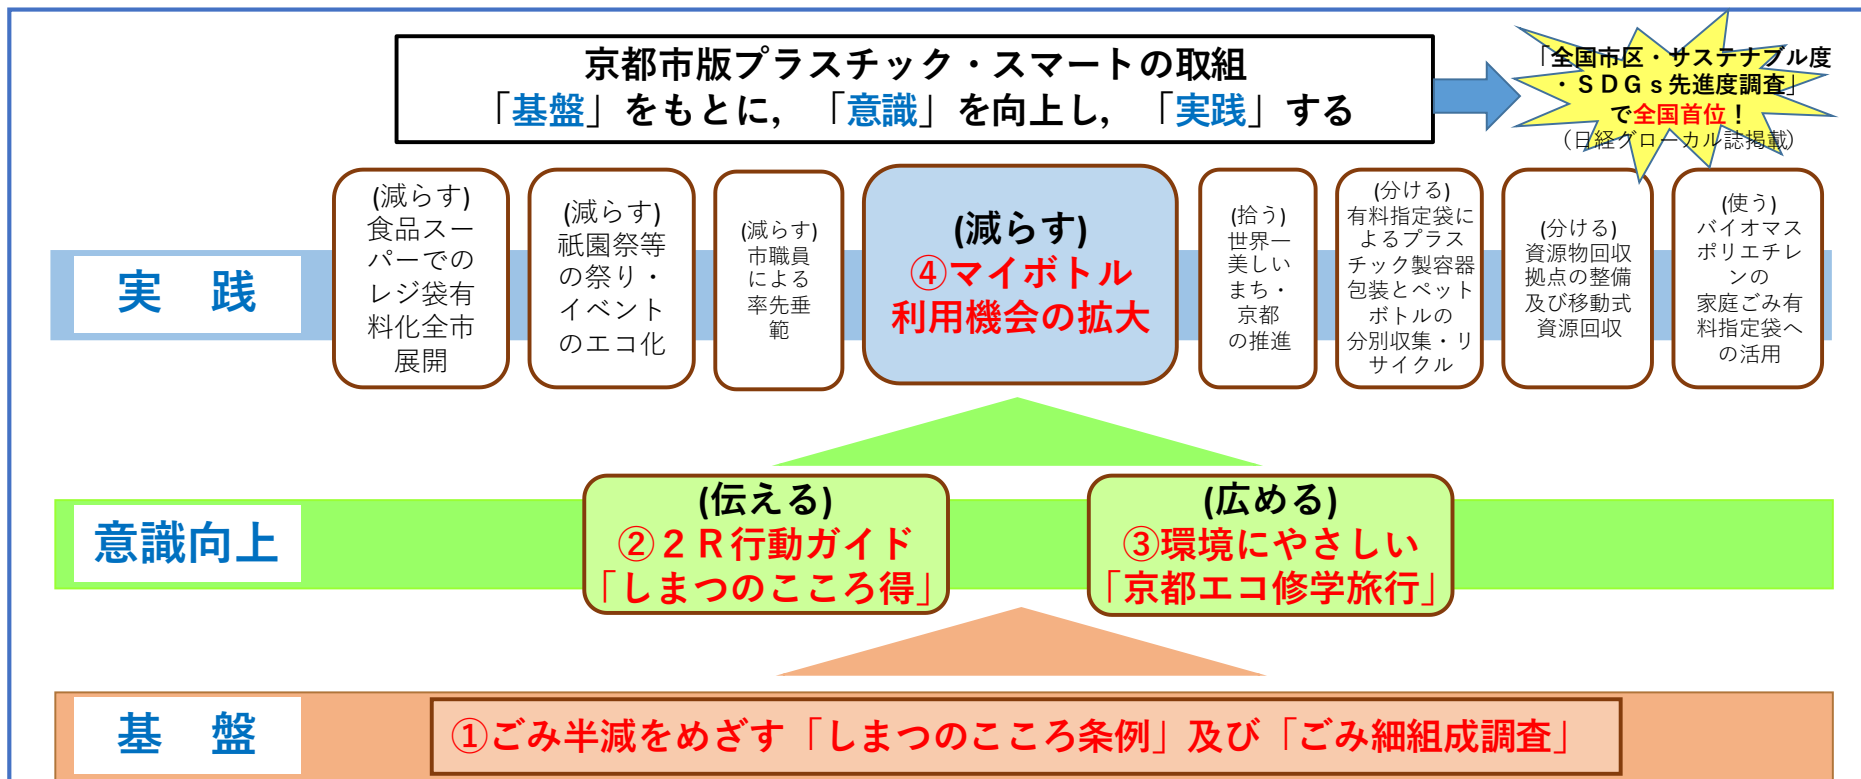 京都市版プラスチック・スマートの取組
「基盤」をもとに，「意識」を向上し，「実践」する
「全国市区・サステナブル度
・ＳＤＧｓ先進度調査」
で全国首位！
（日経グローカル誌掲載）
実　践
(減らす)
食品スー
パーでの
レジ袋有
料化全市
展開
(減らす)
祇園祭等
の祭り・
イベント
のエコ化
(減らす)
市職員
による
率先垂
範
(減らす)
④マイボトル
利用機会の拡大
(拾う)
世界一
美しい
まち・
京都
の推進
(分ける)
有料指定袋に
よるプラス
チック製容器
包装とペット
ボトルの
分別収集・リ
サイクル
(分ける)
資源物回収
拠点の整備
及び移動式
資源回収
(使う)
バイオマス
ポリエチレ
ンの
家庭ごみ有
料指定袋へ
の活用
意識向上
(伝える)
②２Ｒ行動ガイド
「しまつのこころ得」
(広める)
③環境にやさしい
「京都エコ修学旅行」
基　盤
①ごみ半減をめざす「しまつのこころ条例」及び「ごみ細組成調査」